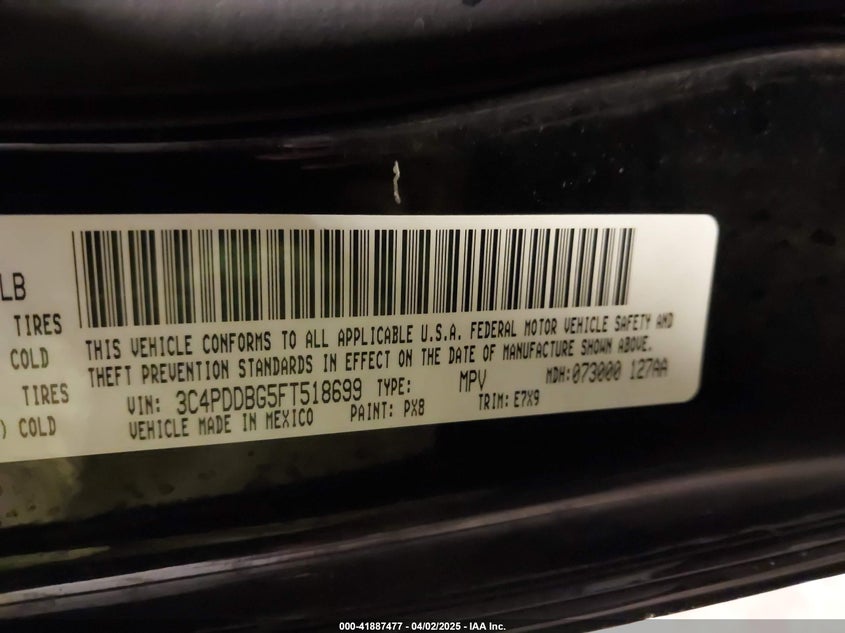 LB
TIRES
COLD
TIRES
) COLD
THIS VEHICLE CONFORMS TO ALL APPLICABLE U.S.A. FEDERAL MOTOR VEHICLE SAFETY AND
THEFT PREVENTION STANDARDS IN EFFECT ON THE DATE OF MANUFACTURE SHOWN ABOVE.
VIN: 3C4PDDBG5FT518699 TYPE: MPV MDH:073000 127AA
VEHICLE MADE IN MEXICO PAINT: PX8 TRIM: E7X9
000-41887477 - 04/02/2025 - IAA Inc.